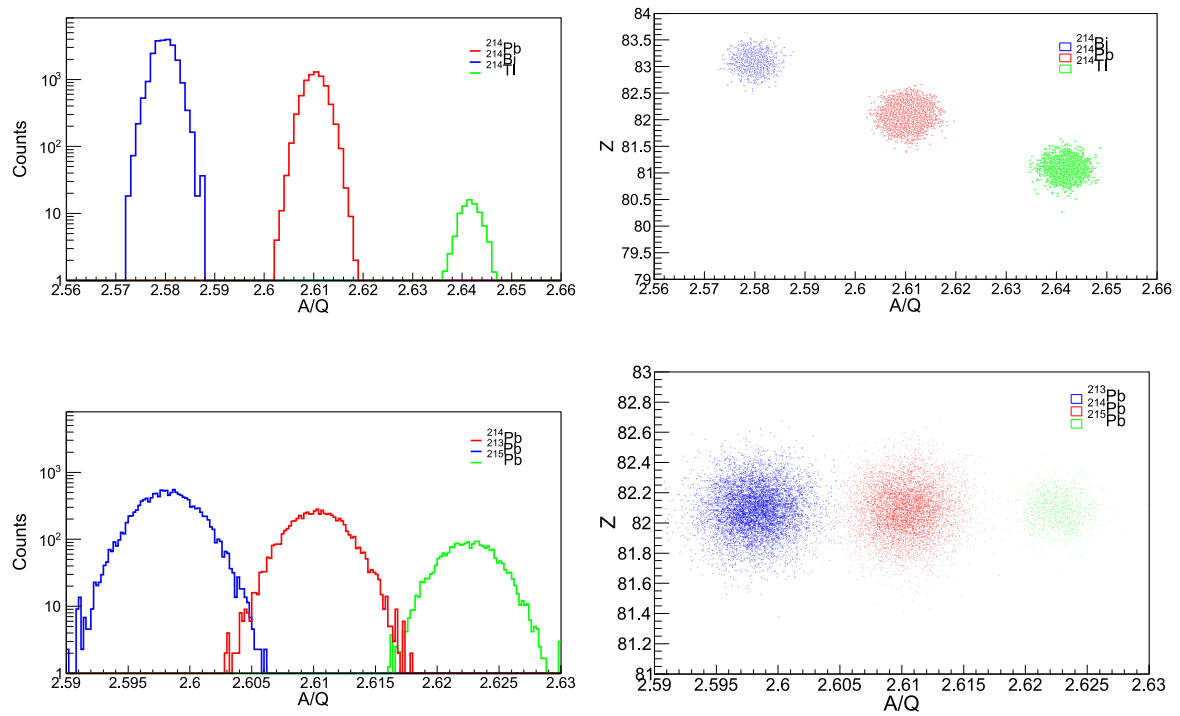 Counts
10³
10²
10
1
²¹⁴Pb
²¹⁴Bi
²¹⁴Tl
2.56 2.57 2.58 2.59 2.6 2.61 2.62 2.63 2.64 2.65 2.66
A/Q
Z
84
83.5
83
82.5
82
81.5
81
80.5
80
79.5
79
²¹⁴Bi
²¹⁴Pb
²¹⁴Tl
2.56 2.57 2.58 2.59 2.6 2.61 2.62 2.63 2.64 2.65 2.66
A/Q
Counts
10³
10²
10
1
²¹⁴Pb
²¹³Pb
²¹⁵Pb
2.59 2.595 2.6 2.605 2.61 2.615 2.62 2.625 2.63
A/Q
Z
83
82.8
82.6
82.4
82.2
82
81.8
81.6
81.4
81.2
81
²¹³Pb
²¹⁴Pb
²¹⁵Pb
2.59 2.595 2.6 2.605 2.61 2.615 2.62 2.625 2.63
A/Q